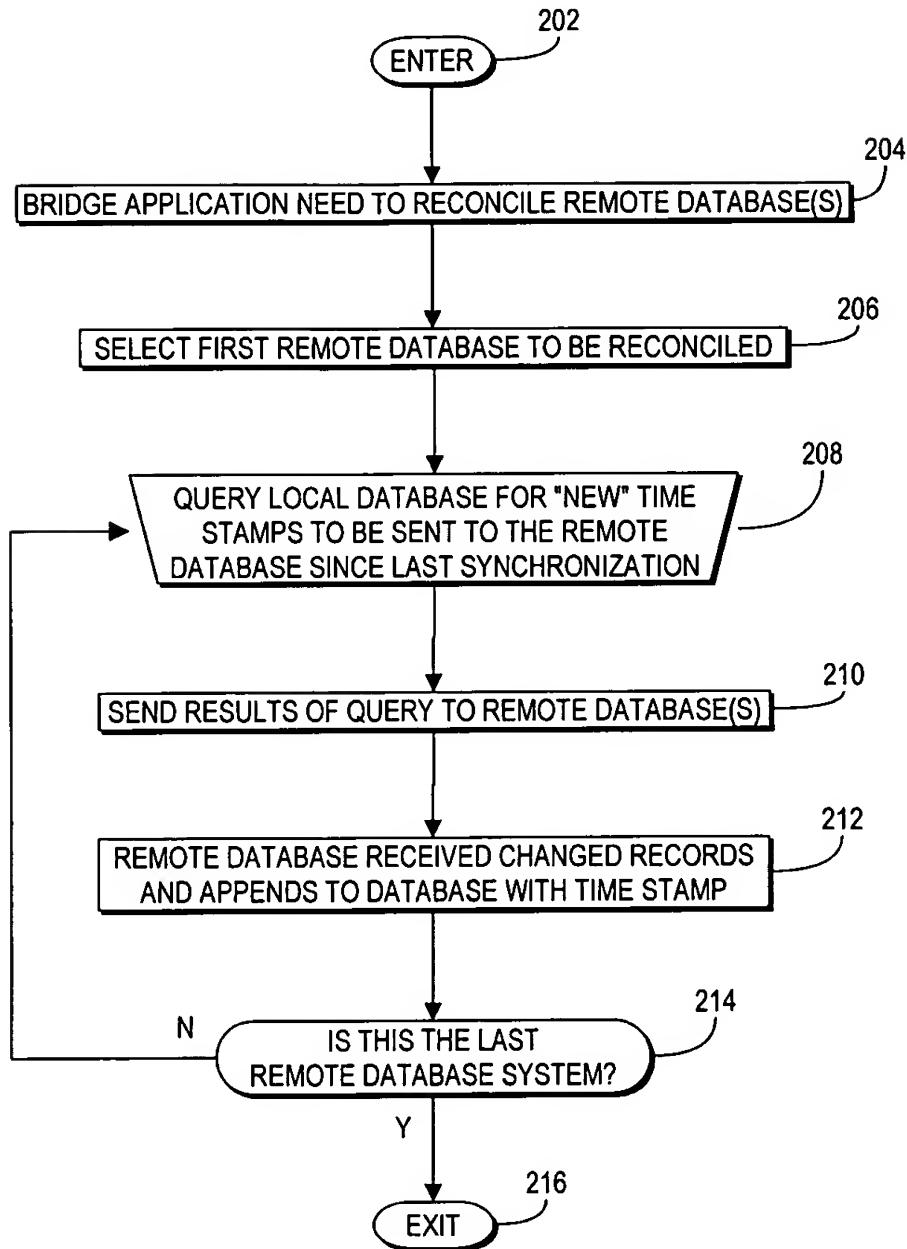 202
ENTER
204
BRIDGE APPLICATION NEED TO RECONCILE REMOTE DATABASE(S)
206
SELECT FIRST REMOTE DATABASE TO BE RECONCILED
208
QUERY LOCAL DATABASE FOR "NEW" TIME
STAMPS TO BE SENT TO THE REMOTE
DATABASE SINCE LAST SYNCHRONIZATION
210
SEND RESULTS OF QUERY TO REMOTE DATABASE(S)
212
REMOTE DATABASE RECEIVED CHANGED RECORDS
AND APPENDS TO DATABASE WITH TIME STAMP
214
N
IS THIS THE LAST
REMOTE DATABASE SYSTEM?
Y
216
EXIT